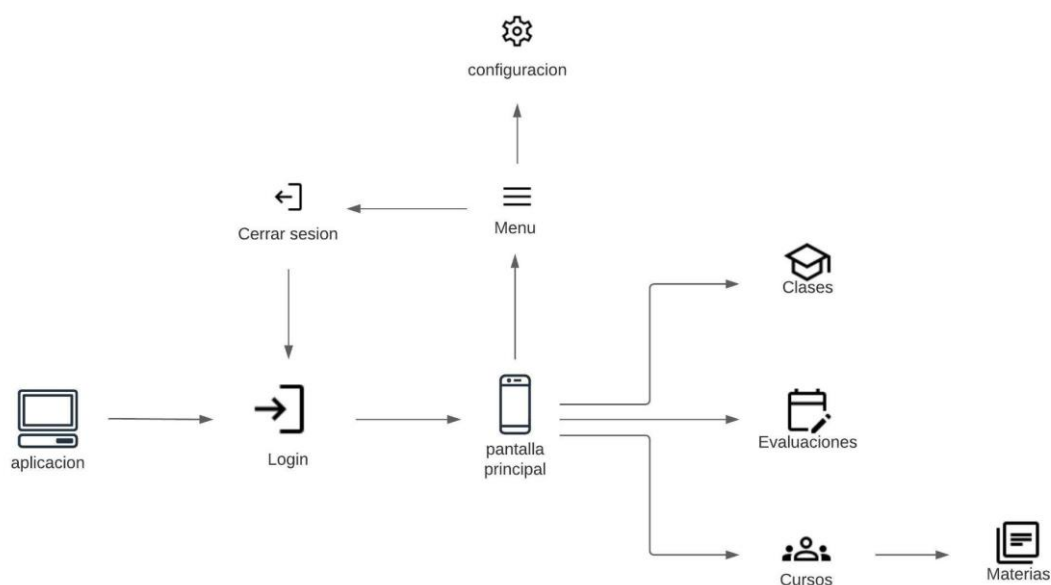 configuracion
Cerrar sesion
Menu
Clases
aplicacion
Login
pantalla
principal
Evaluaciones
Cursos
Materias